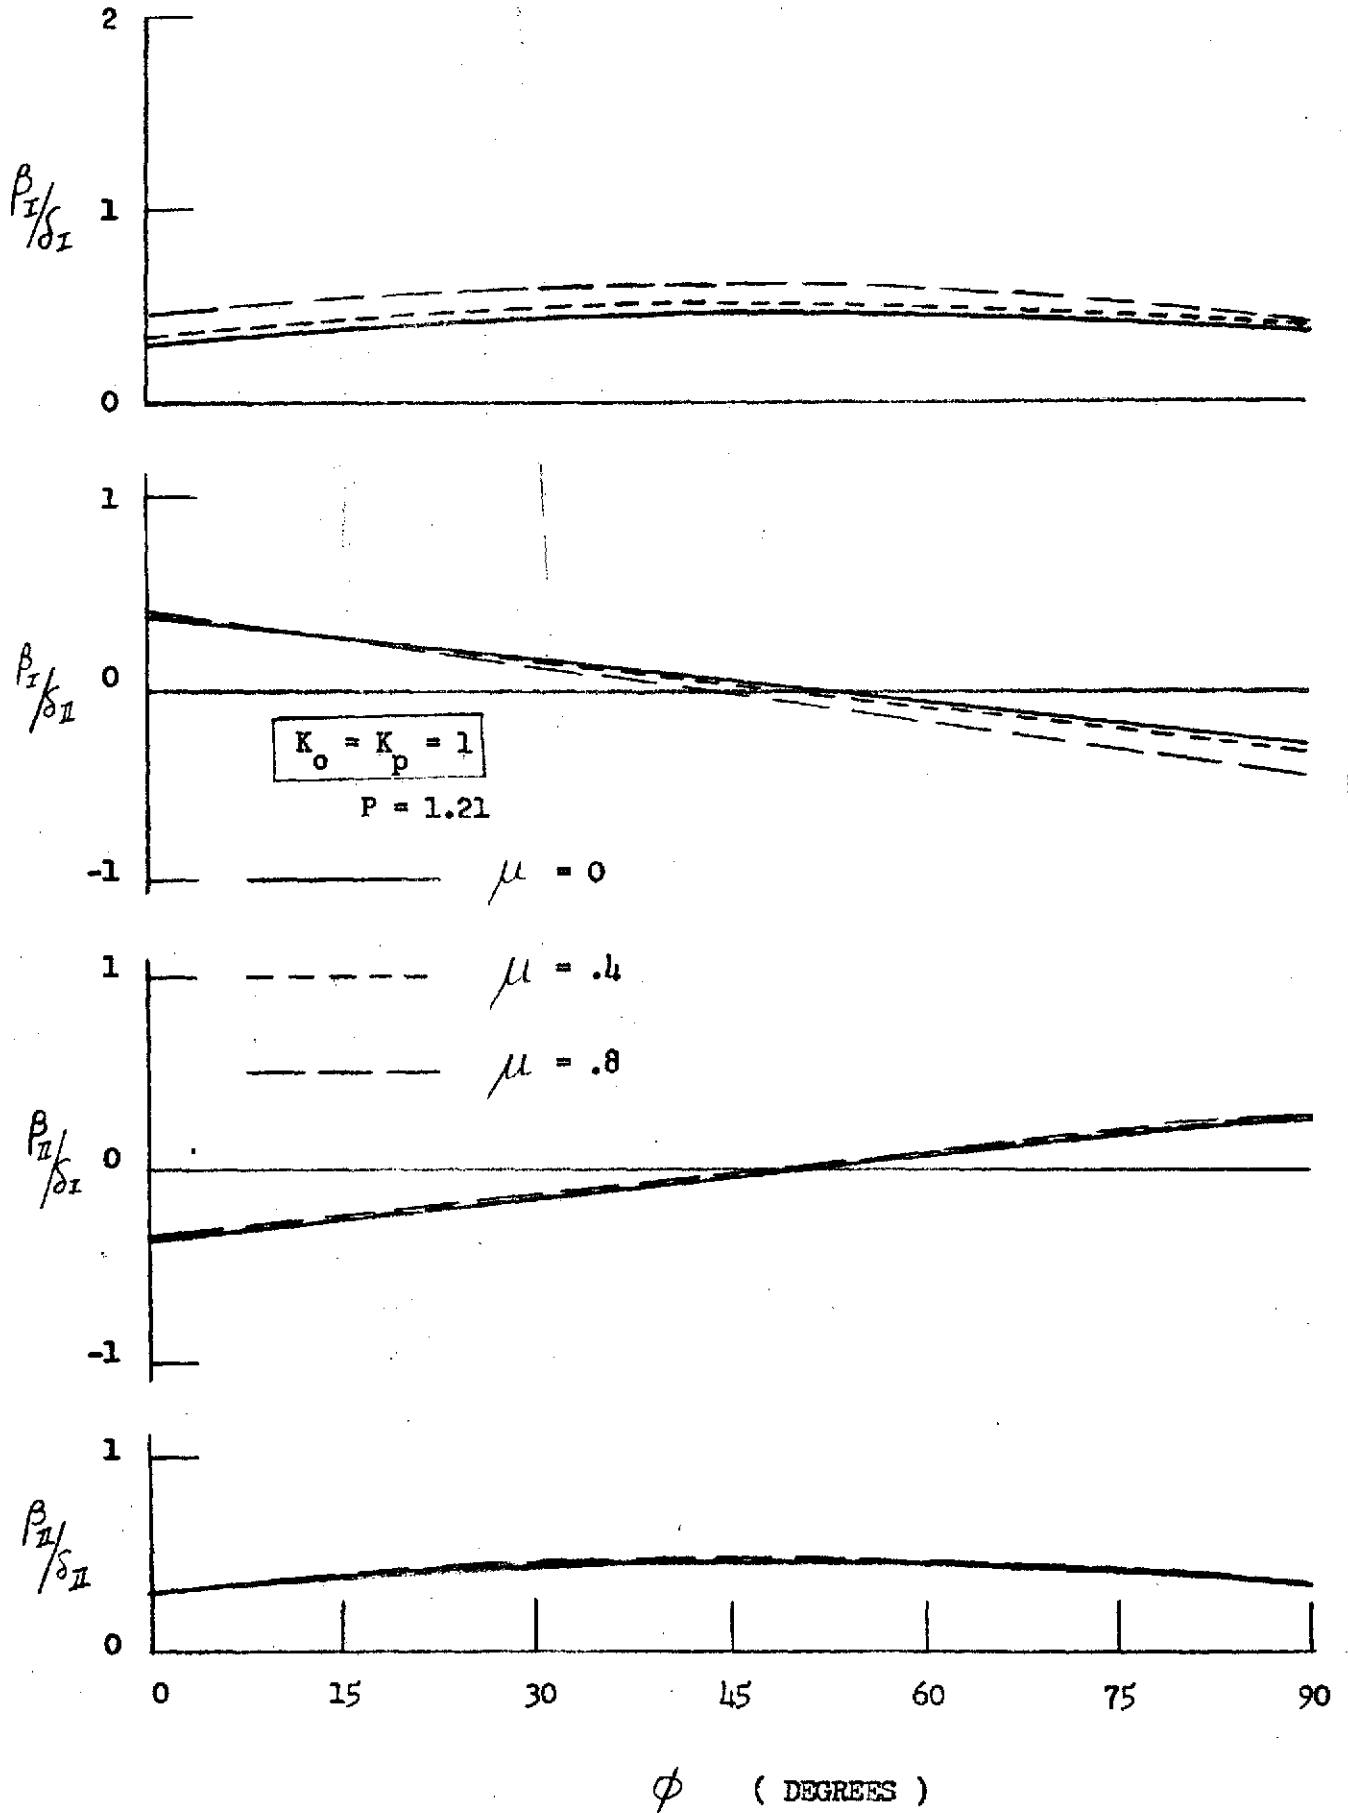 2
β_I/δ_I
1
0
1
β_I/δ_II
0
K_o = K_p = 1
P = 1.21
-1
μ = 0
1
μ = .4
μ = .8
β_II/δ_I
0
-1
1
β_II/δ_II
0
0 15 30 45 60 75 90
φ ( DEGREES )